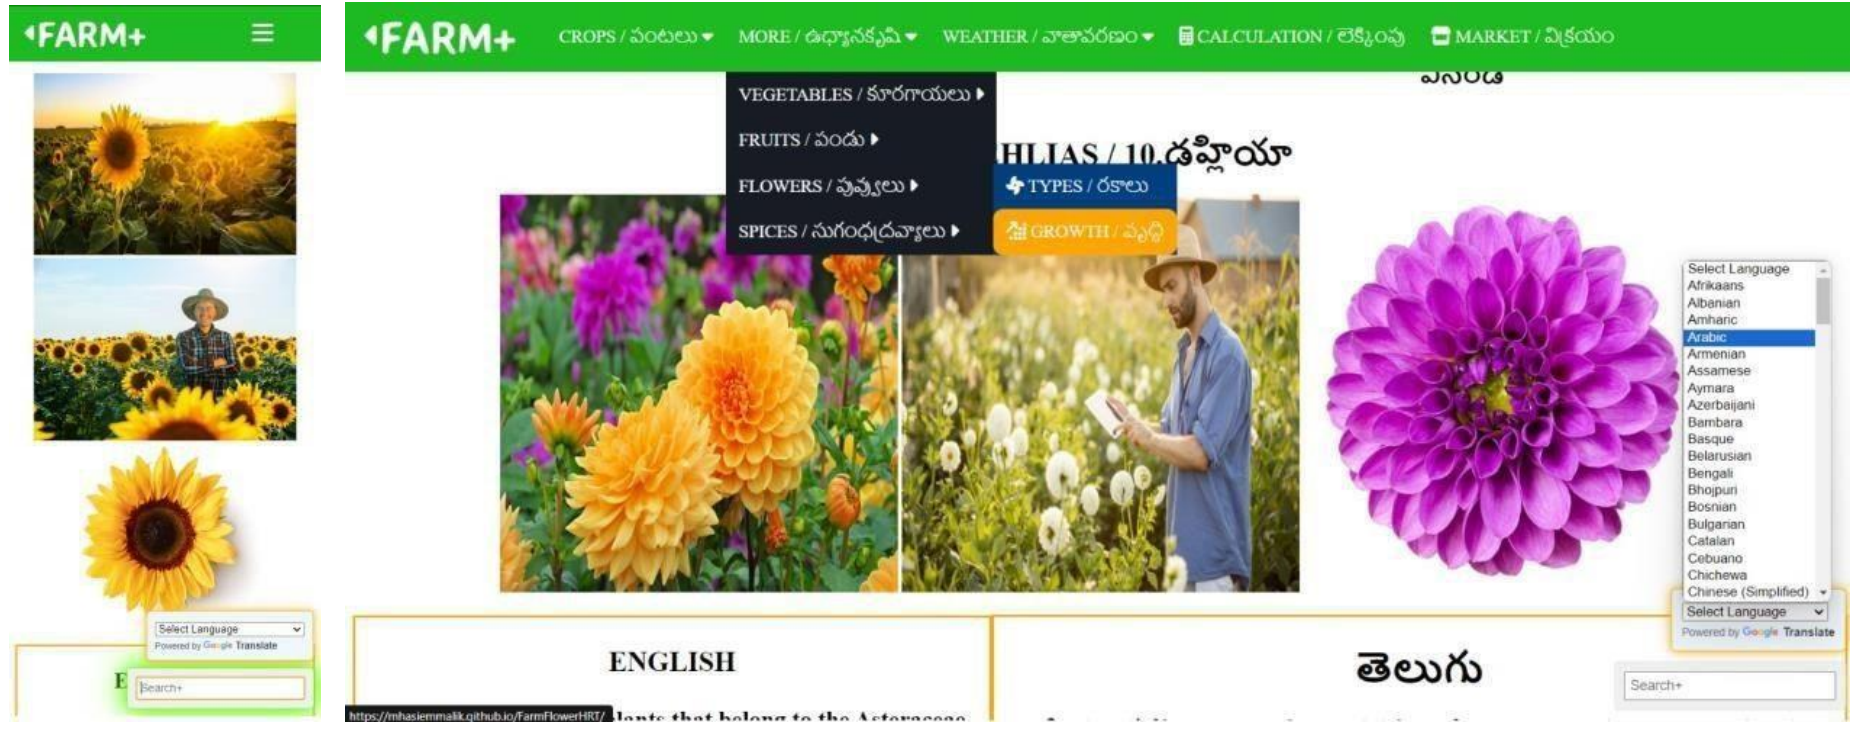 FARM+
Select Language
Powered by Google Translate
Search+
FARM+
CROPS / పంటలు
MORE / ఉద్యానకృషి
WEATHER / వాతావరణం
CALCULATION / లెక్కింపు
MARKET / విక్రయం
VEGETABLES / కూరగాయలు
FRUITS / పండు
FLOWERS / పువ్వులు
SPICES / సుగంధద్రవ్యాలు
HLIAS / 10.డహ్లియా
TYPES / రకాలు
GROWTH / వృద్ధి
Select Language
Afrikaans
Albanian
Amharic
Arabic
Armenian
Assamese
Aymara
Azerbaijani
Bambara
Basque
Belarusian
Bengali
Bhojpuri
Bosnian
Bulgarian
Catalan
Cebuano
Chichewa
Chinese (Simplified)
Select Language
Powered by Google Translate
ENGLISH
తెలుగు
Search+
https://mhasiemmalik.github.io/FarmFlowerHRT/
lants that belong to the Asteraceae